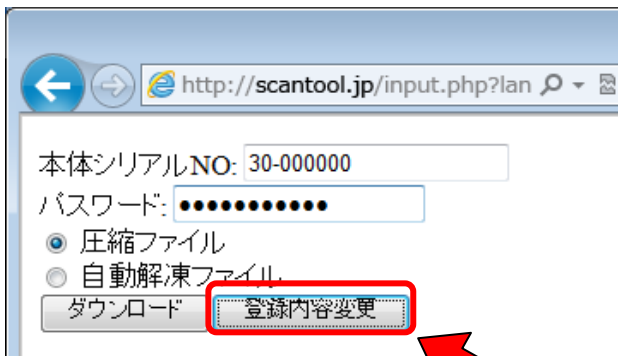 http://scantool.jp/input.php?lan
本体シリアルNO: 30-000000
パスワード: ●●●●●●●●●●●
圧縮ファイル
自動解凍ファイル
ダウンロード 登録内容変更